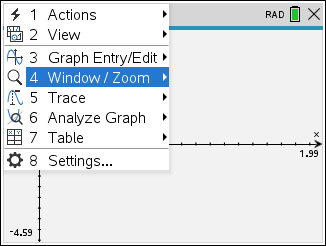 1 Actions
RAD
2 View
3 Graph Entry/Edit
4 Window / Zoom
5 Trace
6 Analyze Graph
7 Table
8 Settings...
x
1.99
-4.59